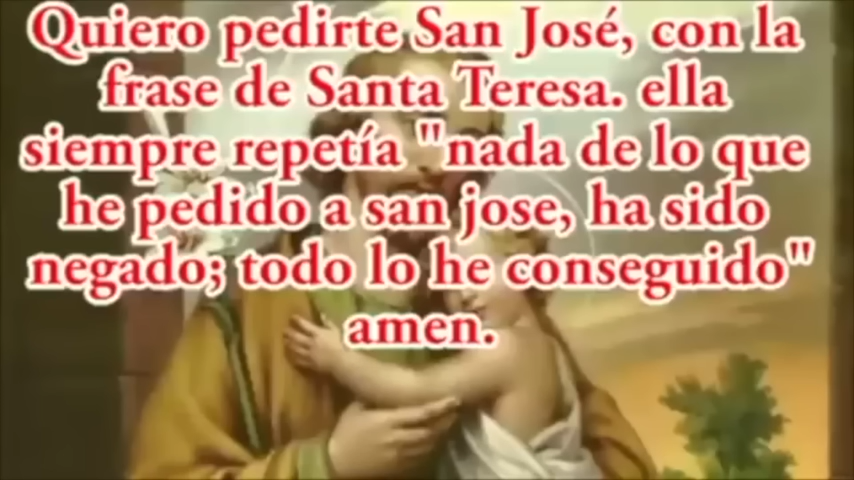 Quiero pedirte San José, con la
frase de Santa Teresa. ella
siempre repetía "nada de lo que
he pedido a san jose, ha sido
negado; todo lo he conseguido"
amen.